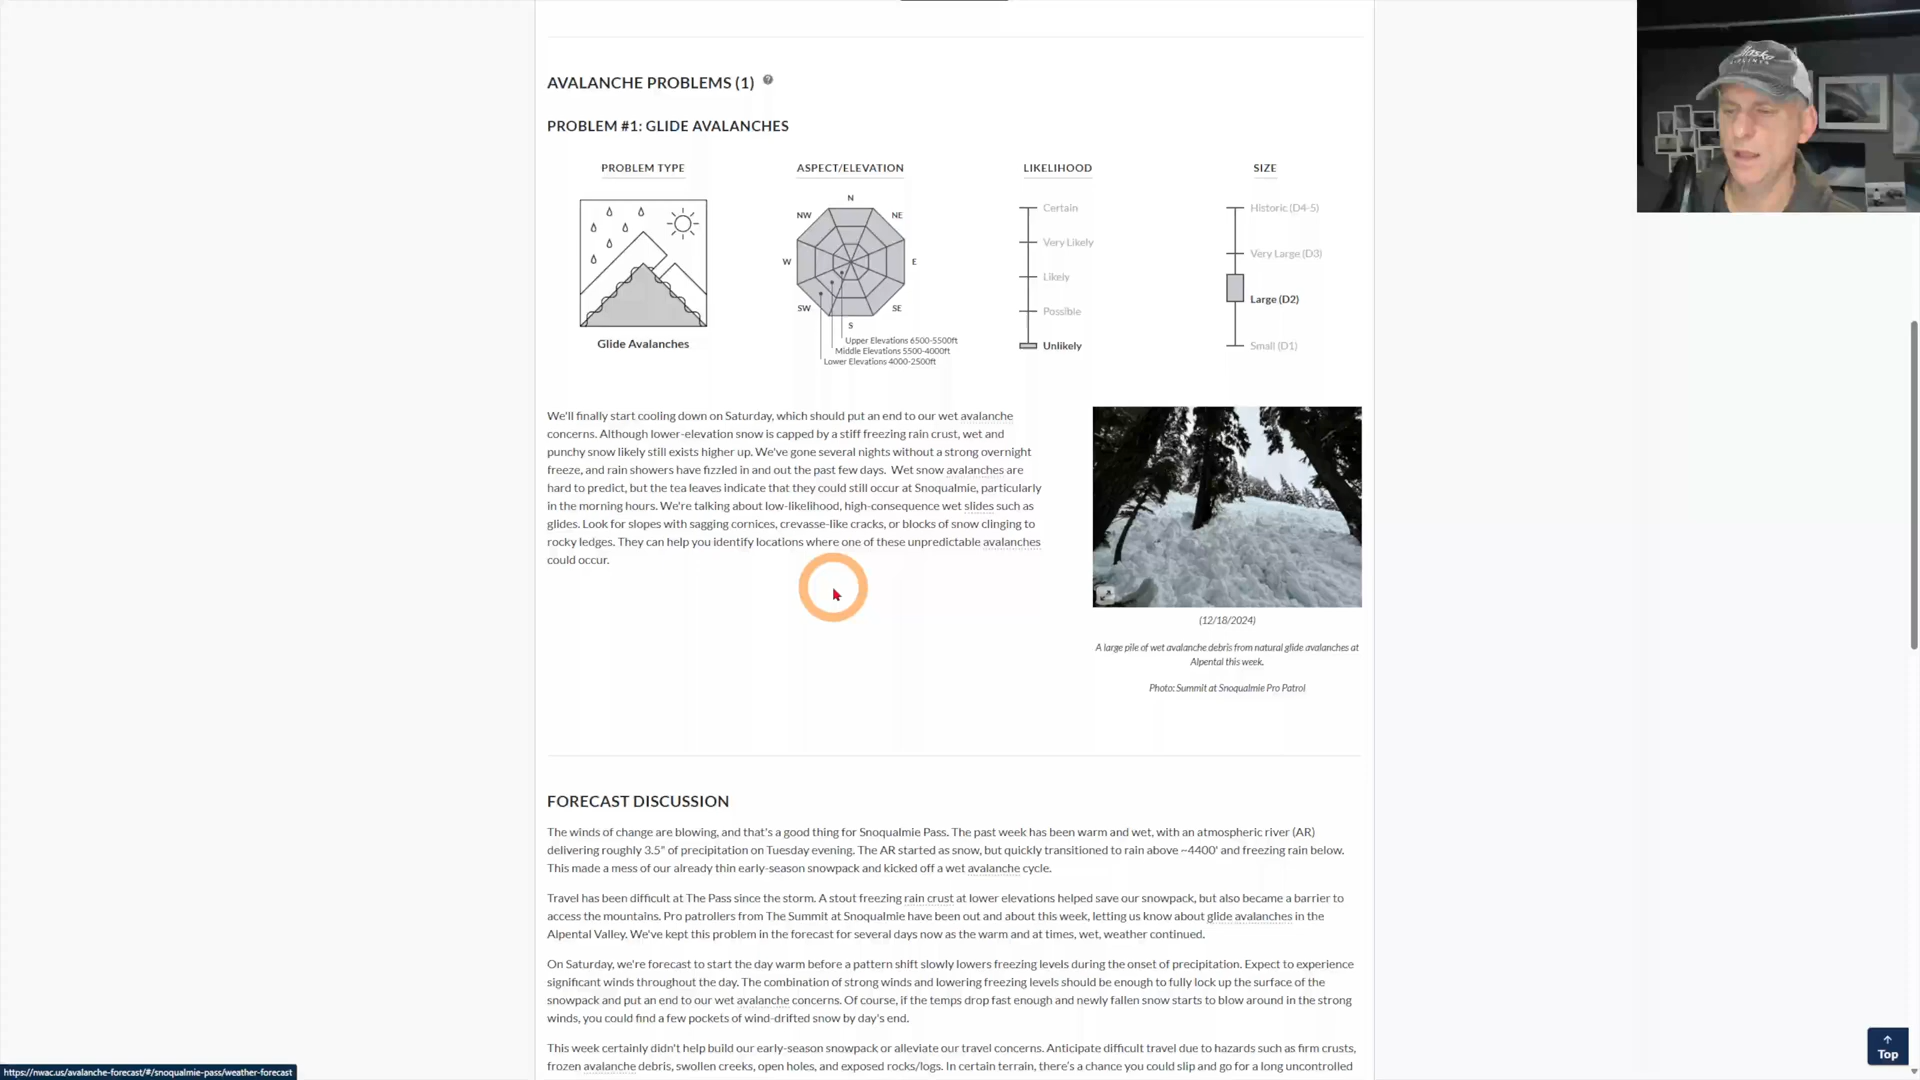 AVALANCHE PROBLEMS (1)
PROBLEM #1: GLIDE AVALANCHES
PROBLEM TYPE
Glide Avalanches
ASPECT/ELEVATION
N
NW NE
W E
SW SE
S
Upper Elevations 6500-5500ft
Middle Elevations 5500-4000ft
Lower Elevations 4000-2500ft
LIKELIHOOD
Certain
Very Likely
Likely
Possible
Unlikely
SIZE
Historic (D4-5)
Very Large (D3)
Large (D2)
Small (D1)
We'll finally start cooling down on Saturday, which should put an end to our wet avalanche
concerns. Although lower-elevation snow is capped by a stiff freezing rain crust, wet and
punchy snow likely still exists higher up. We've gone several nights without a strong overnight
freeze, and rain showers have fizzled in and out the past few days. Wet snow avalanches are
hard to predict, but the tea leaves indicate that they could still occur at Snoqualmie, particularly
in the morning hours. We're talking about low-likelihood, high-consequence wet slides such as
glides. Look for slopes with sagging cornices, crevasse-like cracks, or blocks of snow clinging to
rocky ledges. They can help you identify locations where one of these unpredictable avalanches
could occur.
(12/18/2024)
A large pile of wet avalanche debris from natural glide avalanches at
Alpental this week.
Photo: Summit at Snoqualmie Pro Patrol
FORECAST DISCUSSION
The winds of change are blowing, and that's a good thing for Snoqualmie Pass. The past week has been warm and wet, with an atmospheric river (AR)
delivering roughly 3.5" of precipitation on Tuesday evening. The AR started as snow, but quickly transitioned to rain above ~4400' and freezing rain below.
This made a mess of our already thin early-season snowpack and kicked off a wet avalanche cycle.
Travel has been difficult at The Pass since the storm. A stout freezing rain crust at lower elevations helped save our snowpack, but also became a barrier to
access the mountains. Pro patrollers from The Summit at Snoqualmie have been out and about this week, letting us know about glide avalanches in the
Alpental Valley. We've kept this problem in the forecast for several days now as the warm and at times, wet, weather continued.
On Saturday, we're forecast to start the day warm before a pattern shift slowly lowers freezing levels during the onset of precipitation. Expect to experience
significant winds throughout the day. The combination of strong winds and lowering freezing levels should be enough to fully lock up the surface of the
snowpack and put an end to our wet avalanche concerns. Of course, if the temps drop fast enough and newly fallen snow starts to blow around in the strong
winds, you could find a few pockets of wind-drifted snow by day's end.
This week certainly didn't help build our early-season snowpack or alleviate our travel concerns. Anticipate difficult travel due to hazards such as firm crusts,
frozen avalanche debris, swollen creeks, open holes, and exposed rocks/logs. In certain terrain, there's a chance you could slip and go for a long uncontrolled
https://nwac.us/avalanche-forecast/#/snoqualmie-pass/weather-forecast
Top
Alaska
AIRLINES